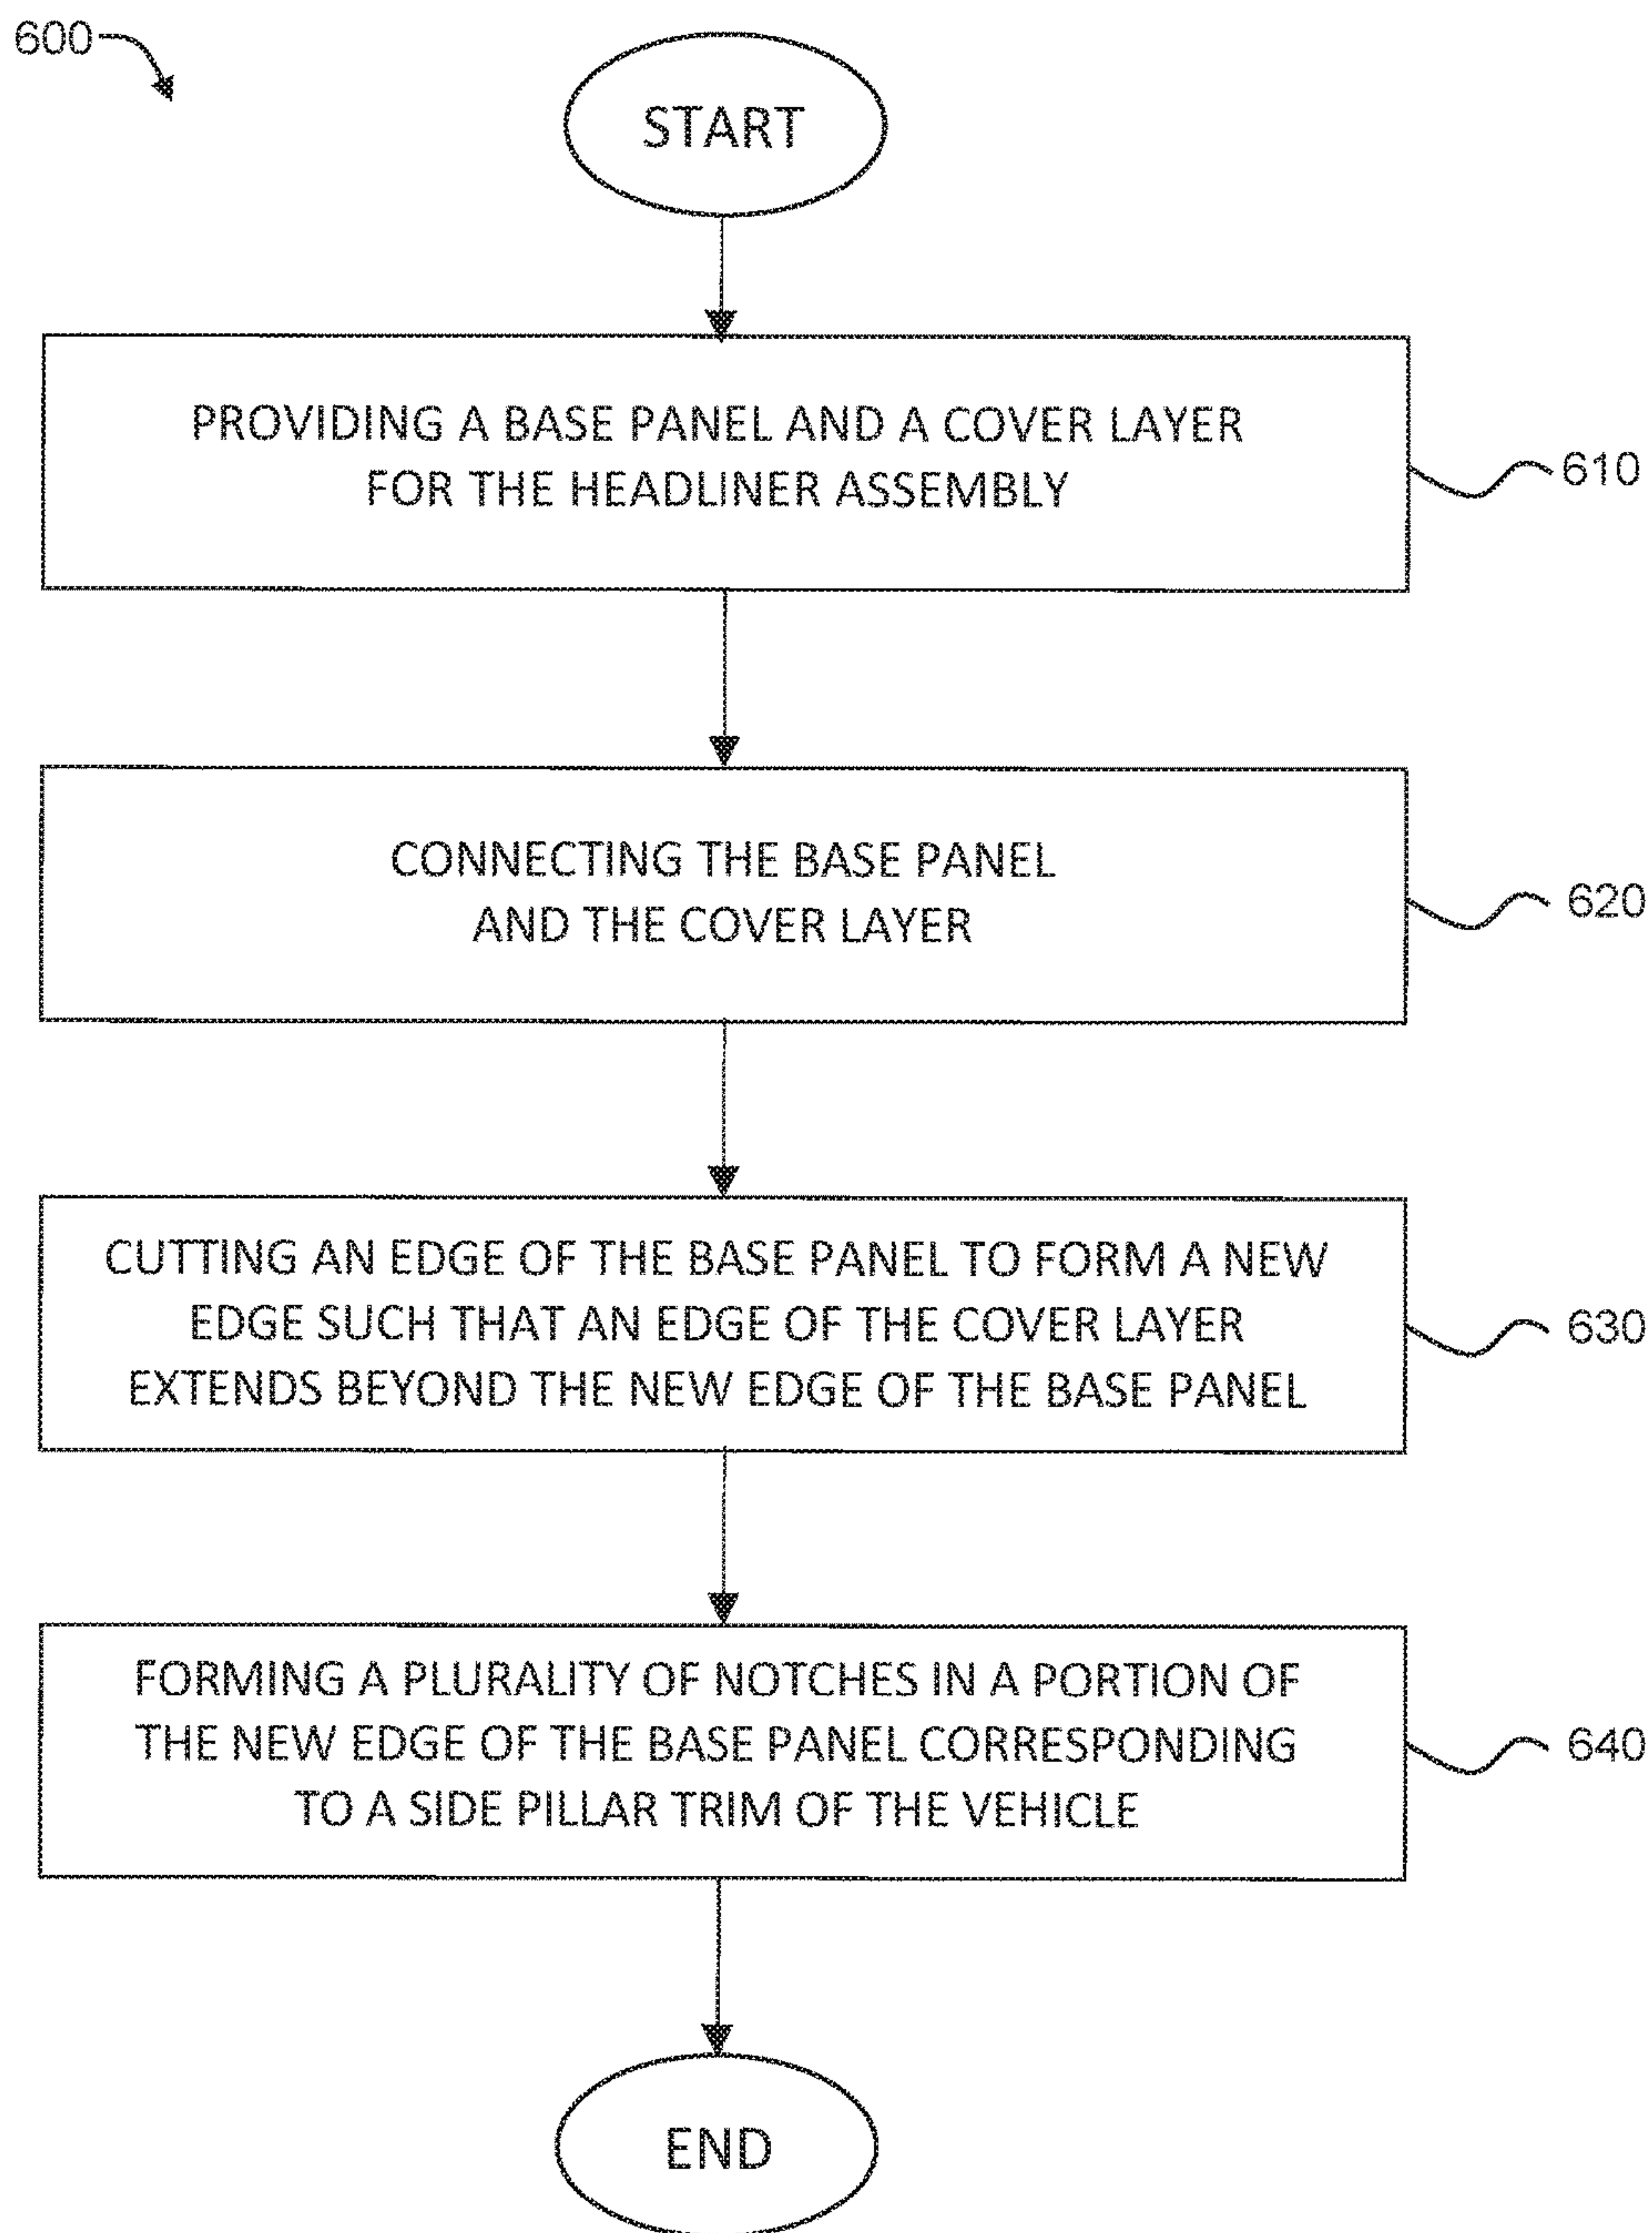 600
START
PROVIDING A BASE PANEL AND A COVER LAYER
FOR THE HEADLINER ASSEMBLY
610
CONNECTING THE BASE PANEL
AND THE COVER LAYER
620
CUTTING AN EDGE OF THE BASE PANEL TO FORM A NEW
EDGE SUCH THAT AN EDGE OF THE COVER LAYER
EXTENDS BEYOND THE NEW EDGE OF THE BASE PANEL
630
FORMING A PLURALITY OF NOTCHES IN A PORTION OF
THE NEW EDGE OF THE BASE PANEL CORRESPONDING
TO A SIDE PILLAR TRIM OF THE VEHICLE
640
END